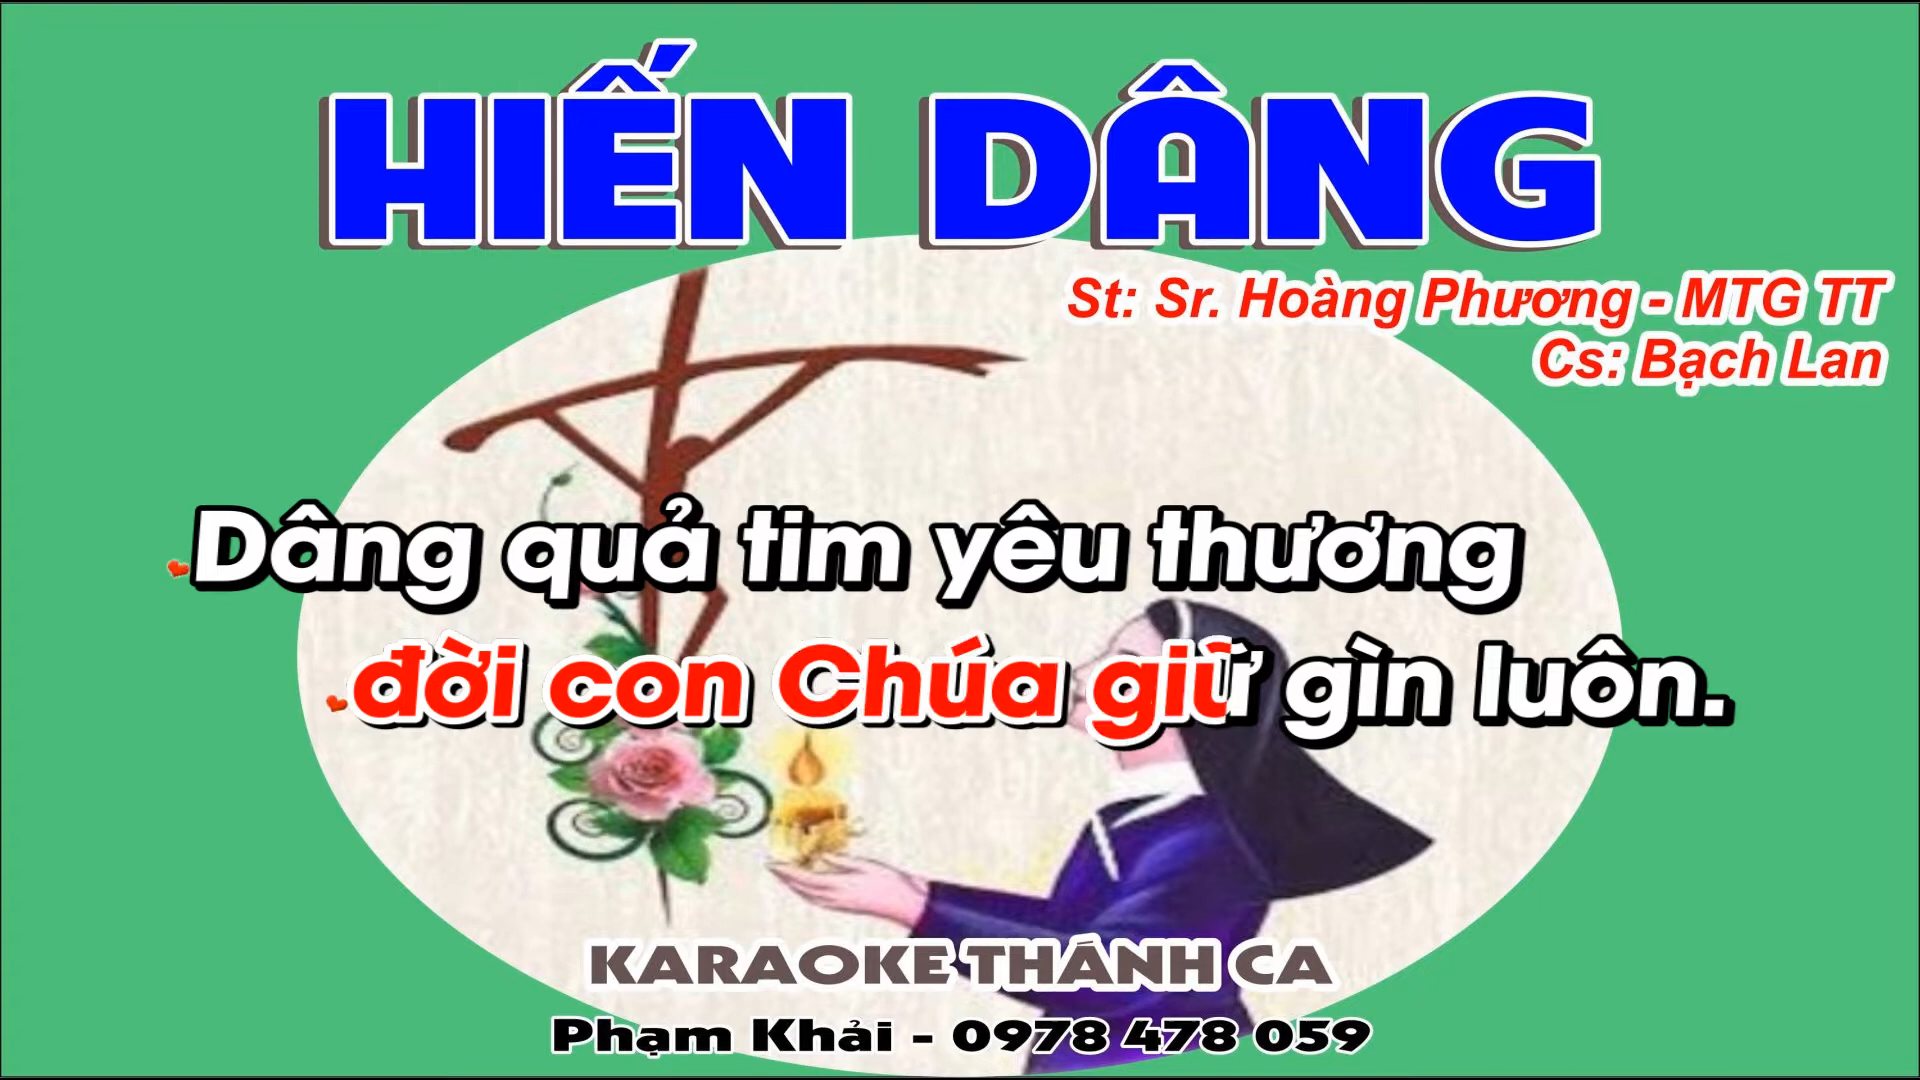 HIẾN DÂNG
St: Sr. Hoàng Phương - MTG TT
Cs: Bạch Lan
Dâng quả tim yêu thương
đời con Chúa giữ gìn luôn.
KARAOKE THÁNH CA
Phạm Khải - 0978 478 059